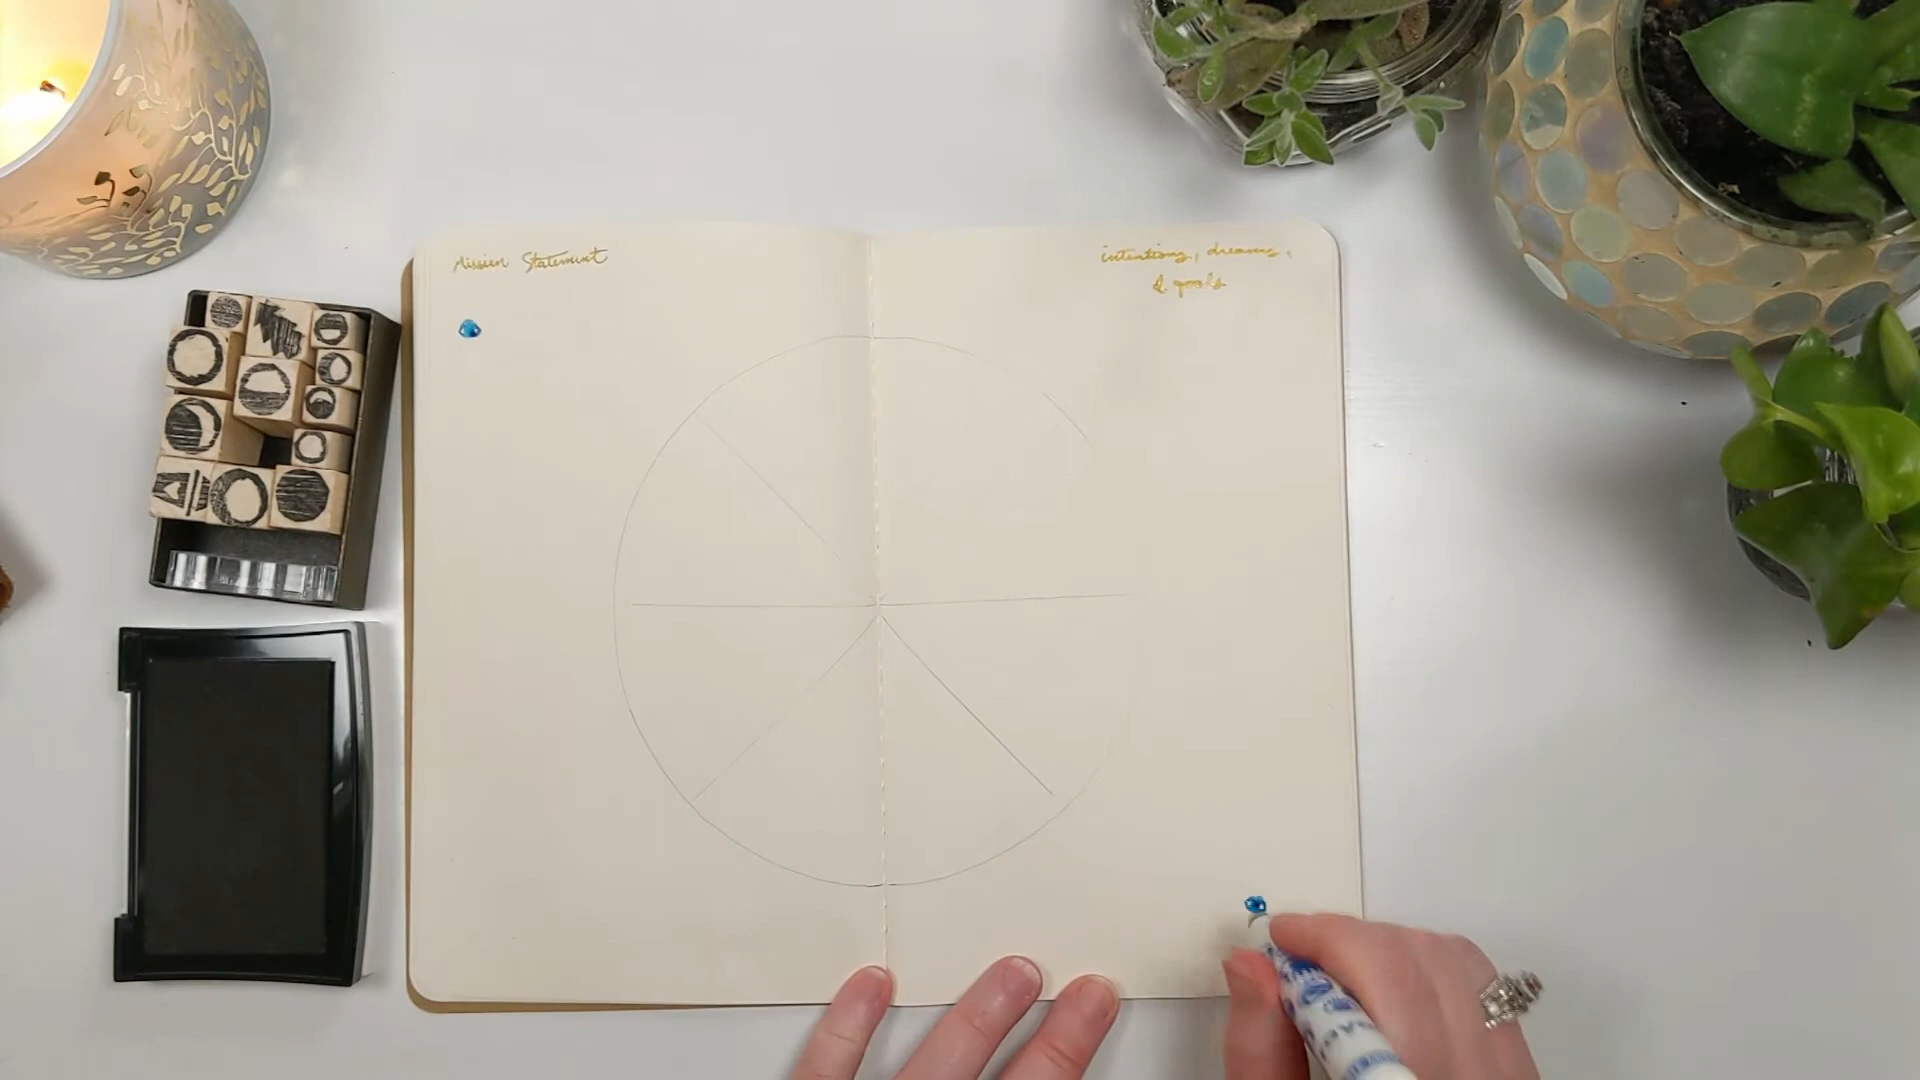 Mission Statement
intentions, dreams,
& goals